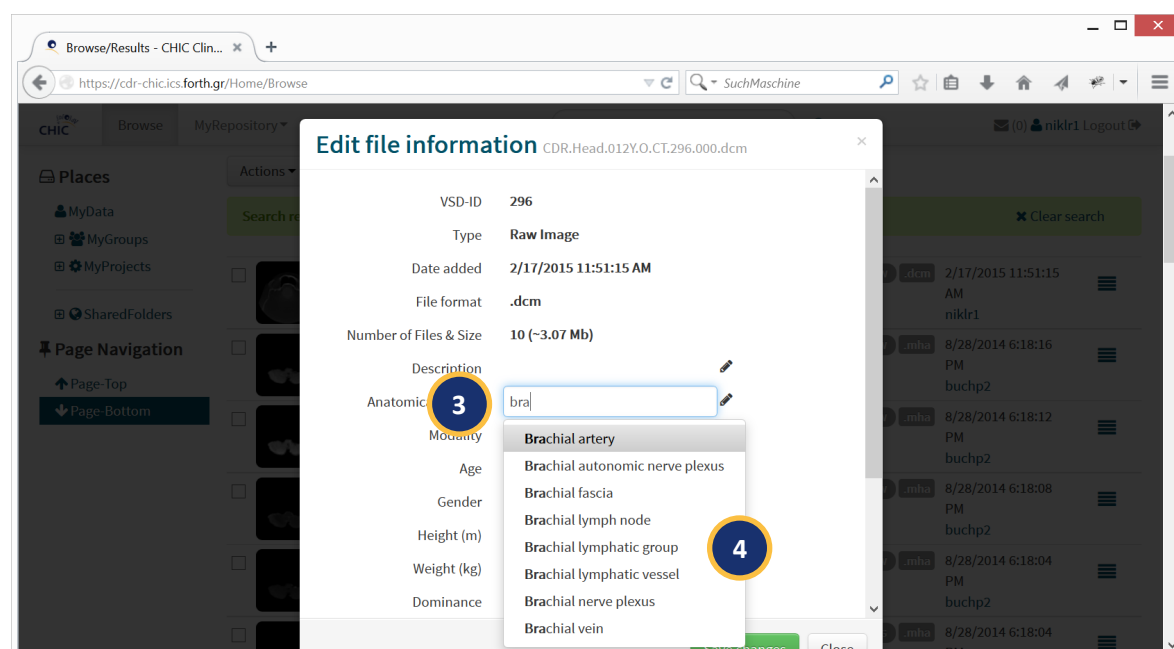 Browse/Results - CHIC Clin...
https://cdr-chic.ics.forth.gr/Home/Browse
SuchMaschine
CHIC
Browse
MyRepository
(0) niklr1 Logout
Places
MyData
MyGroups
MyProjects
SharedFolders
Page Navigation
Page-Top
Page-Bottom
Actions
Search re
Clear search
Edit file information CDR.Head.012Y.O.CT.296.000.dcm
VSD-ID 296
Type Raw Image
Date added 2/17/2015 11:51:15 AM
File format .dcm
Number of Files & Size 10 (~3.07 Mb)
Description
Anatomic
3
bra
Modality
Age
Gender
Height (m)
Weight (kg)
Dominance
Brachial artery
Brachial autonomic nerve plexus
Brachial fascia
Brachial lymph node
Brachial lymphatic group
Brachial lymphatic vessel
Brachial nerve plexus
Brachial vein
4
Save changes
Close
.dcm 2/17/2015 11:51:15
AM
niklr1
.mha 8/28/2014 6:18:16
PM
buchp2
.mha 8/28/2014 6:18:12
PM
buchp2
.mha 8/28/2014 6:18:08
PM
buchp2
.mha 8/28/2014 6:18:04
PM
buchp2
.mha 8/28/2014 6:18:04